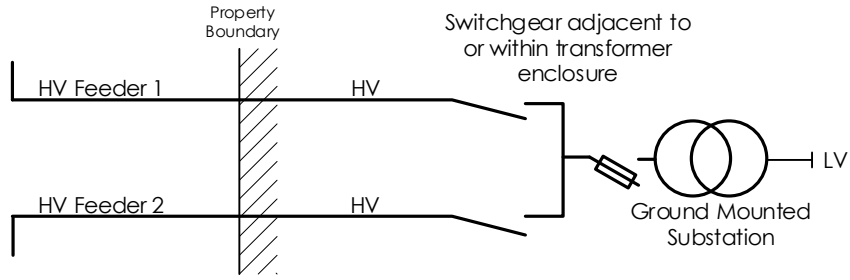 Property
Boundary
Switchgear adjacent to
or within transformer
enclosure
HV Feeder 1
HV
LV
HV Feeder 2
HV
Ground Mounted
Substation